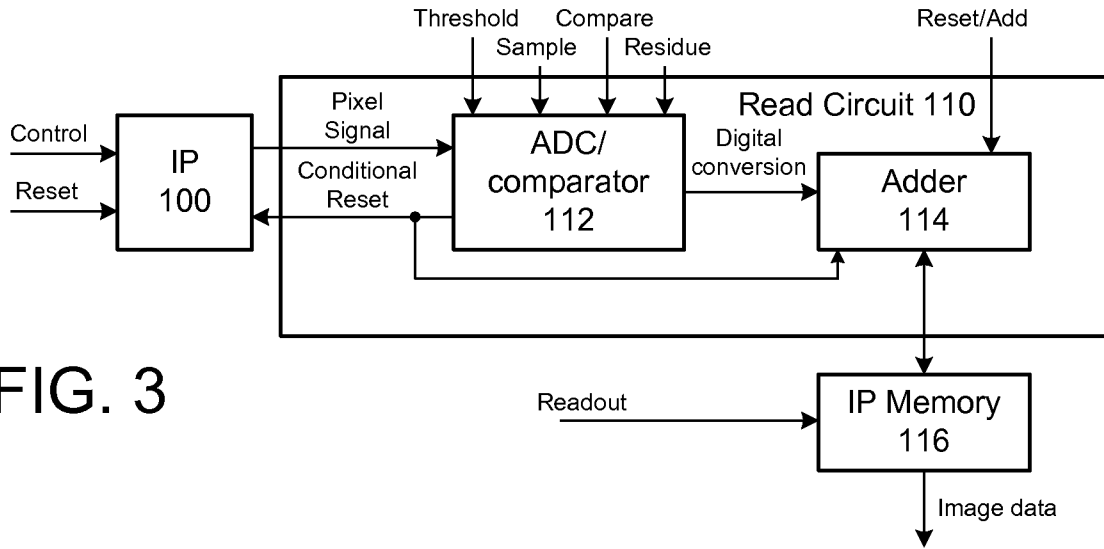 Threshold
Compare
Reset/Add
Sample
Residue
Read Circuit 110
Pixel
Signal
Control
IP
100
ADC/
comparator
112
Digital
conversion
Adder
114
Conditional
Reset
Reset
FIG. 3
Readout
IP Memory
116
Image data